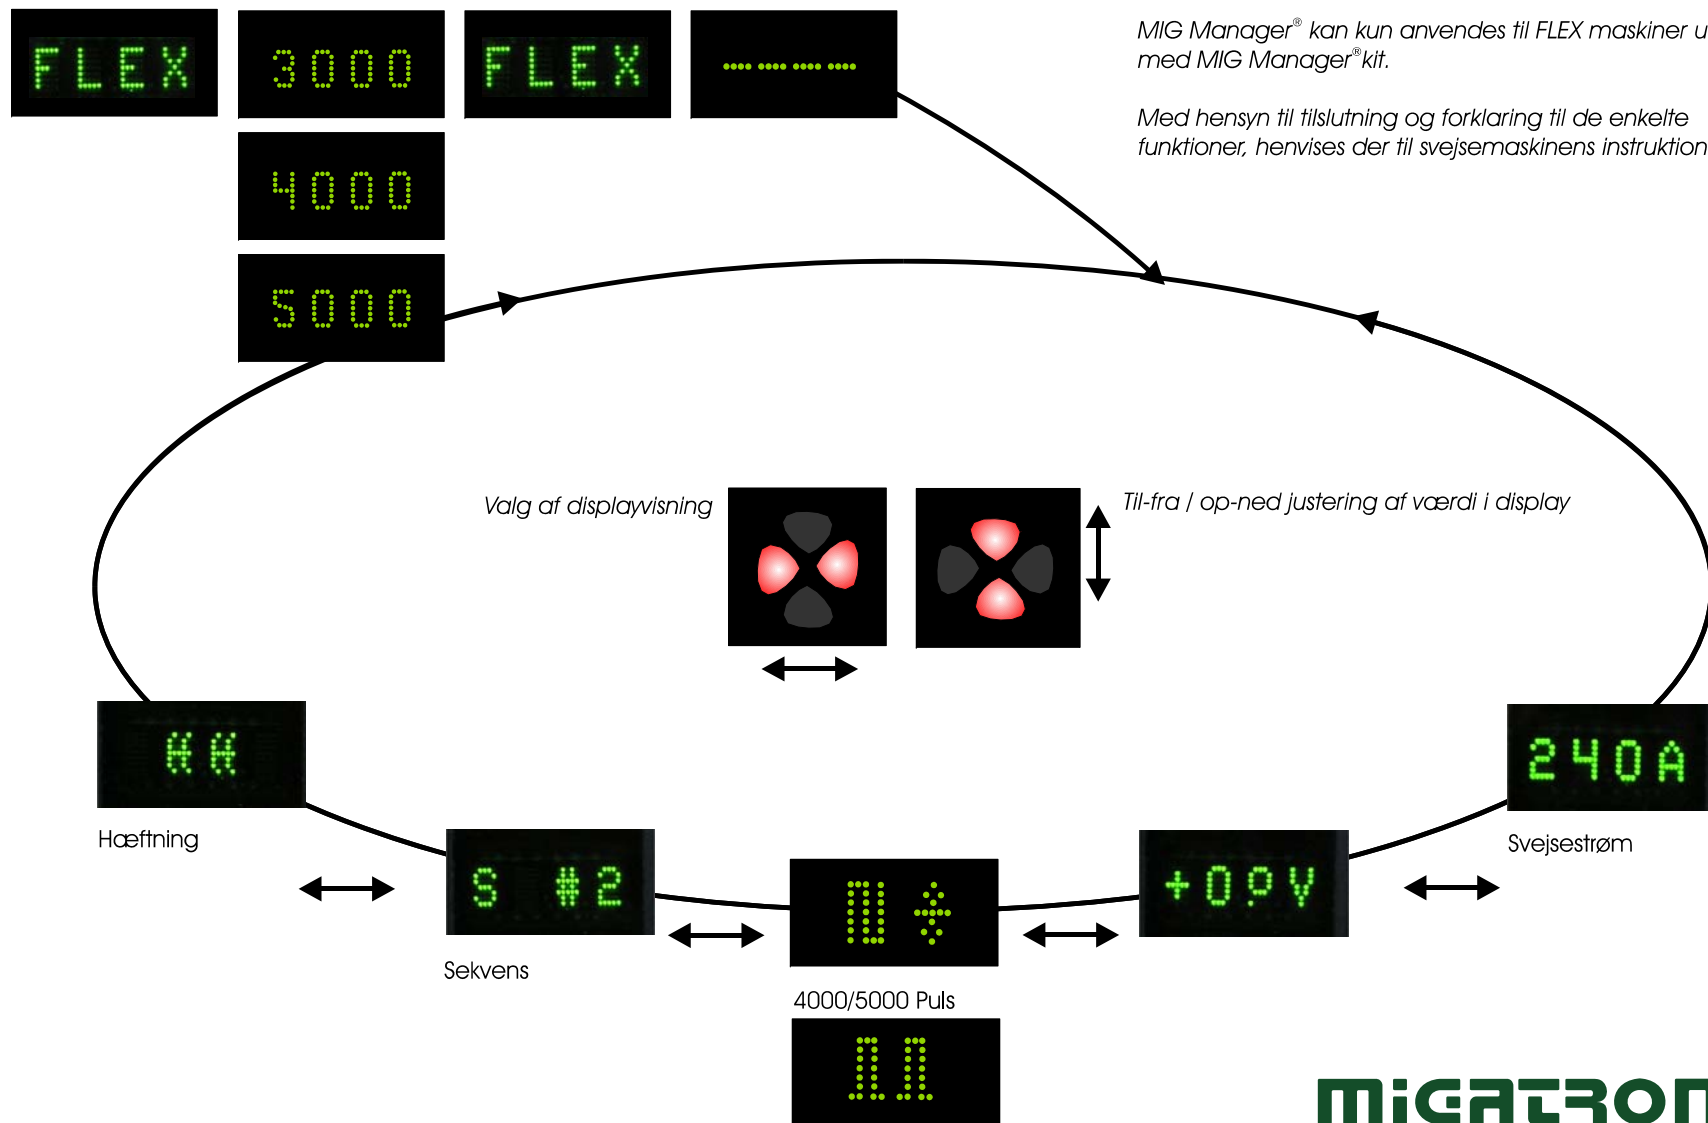 FLEX 3000 FLEX ---- ---- ---- ----
4000
5000
MIG Manager® kan kun anvendes til FLEX maskiner
med MIG Manager®kit.
Med hensyn til tilslutning og forklaring til de enkelte
funktioner, henvises der til svejsemaskinens
Valg af displayvisning
Til-fra / op-ned justering af værdi i display
Hæftning
S #2
Sekvens
4000/5000 Puls
+0.9V
240A
Svejsestrøm
MIGATRON